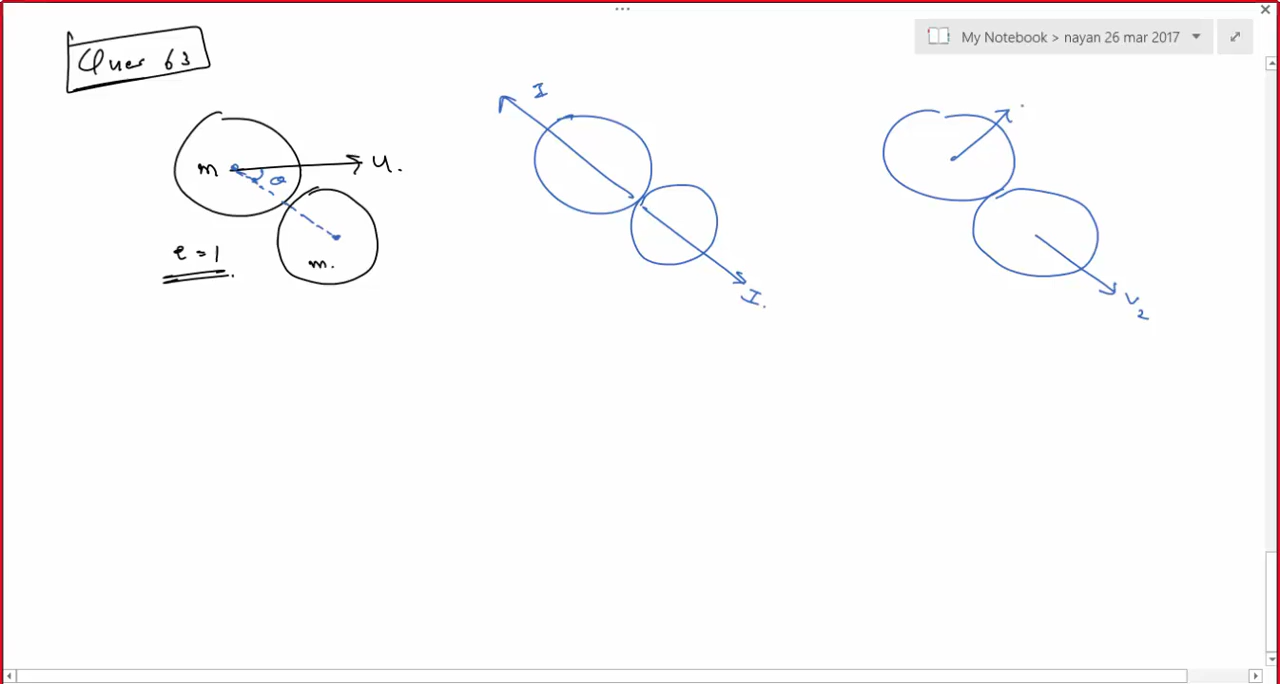 My Notebook > nayan 26 mar 2017
Ques 63
I
m
u.
θ
m.
e = 1
I.
V2